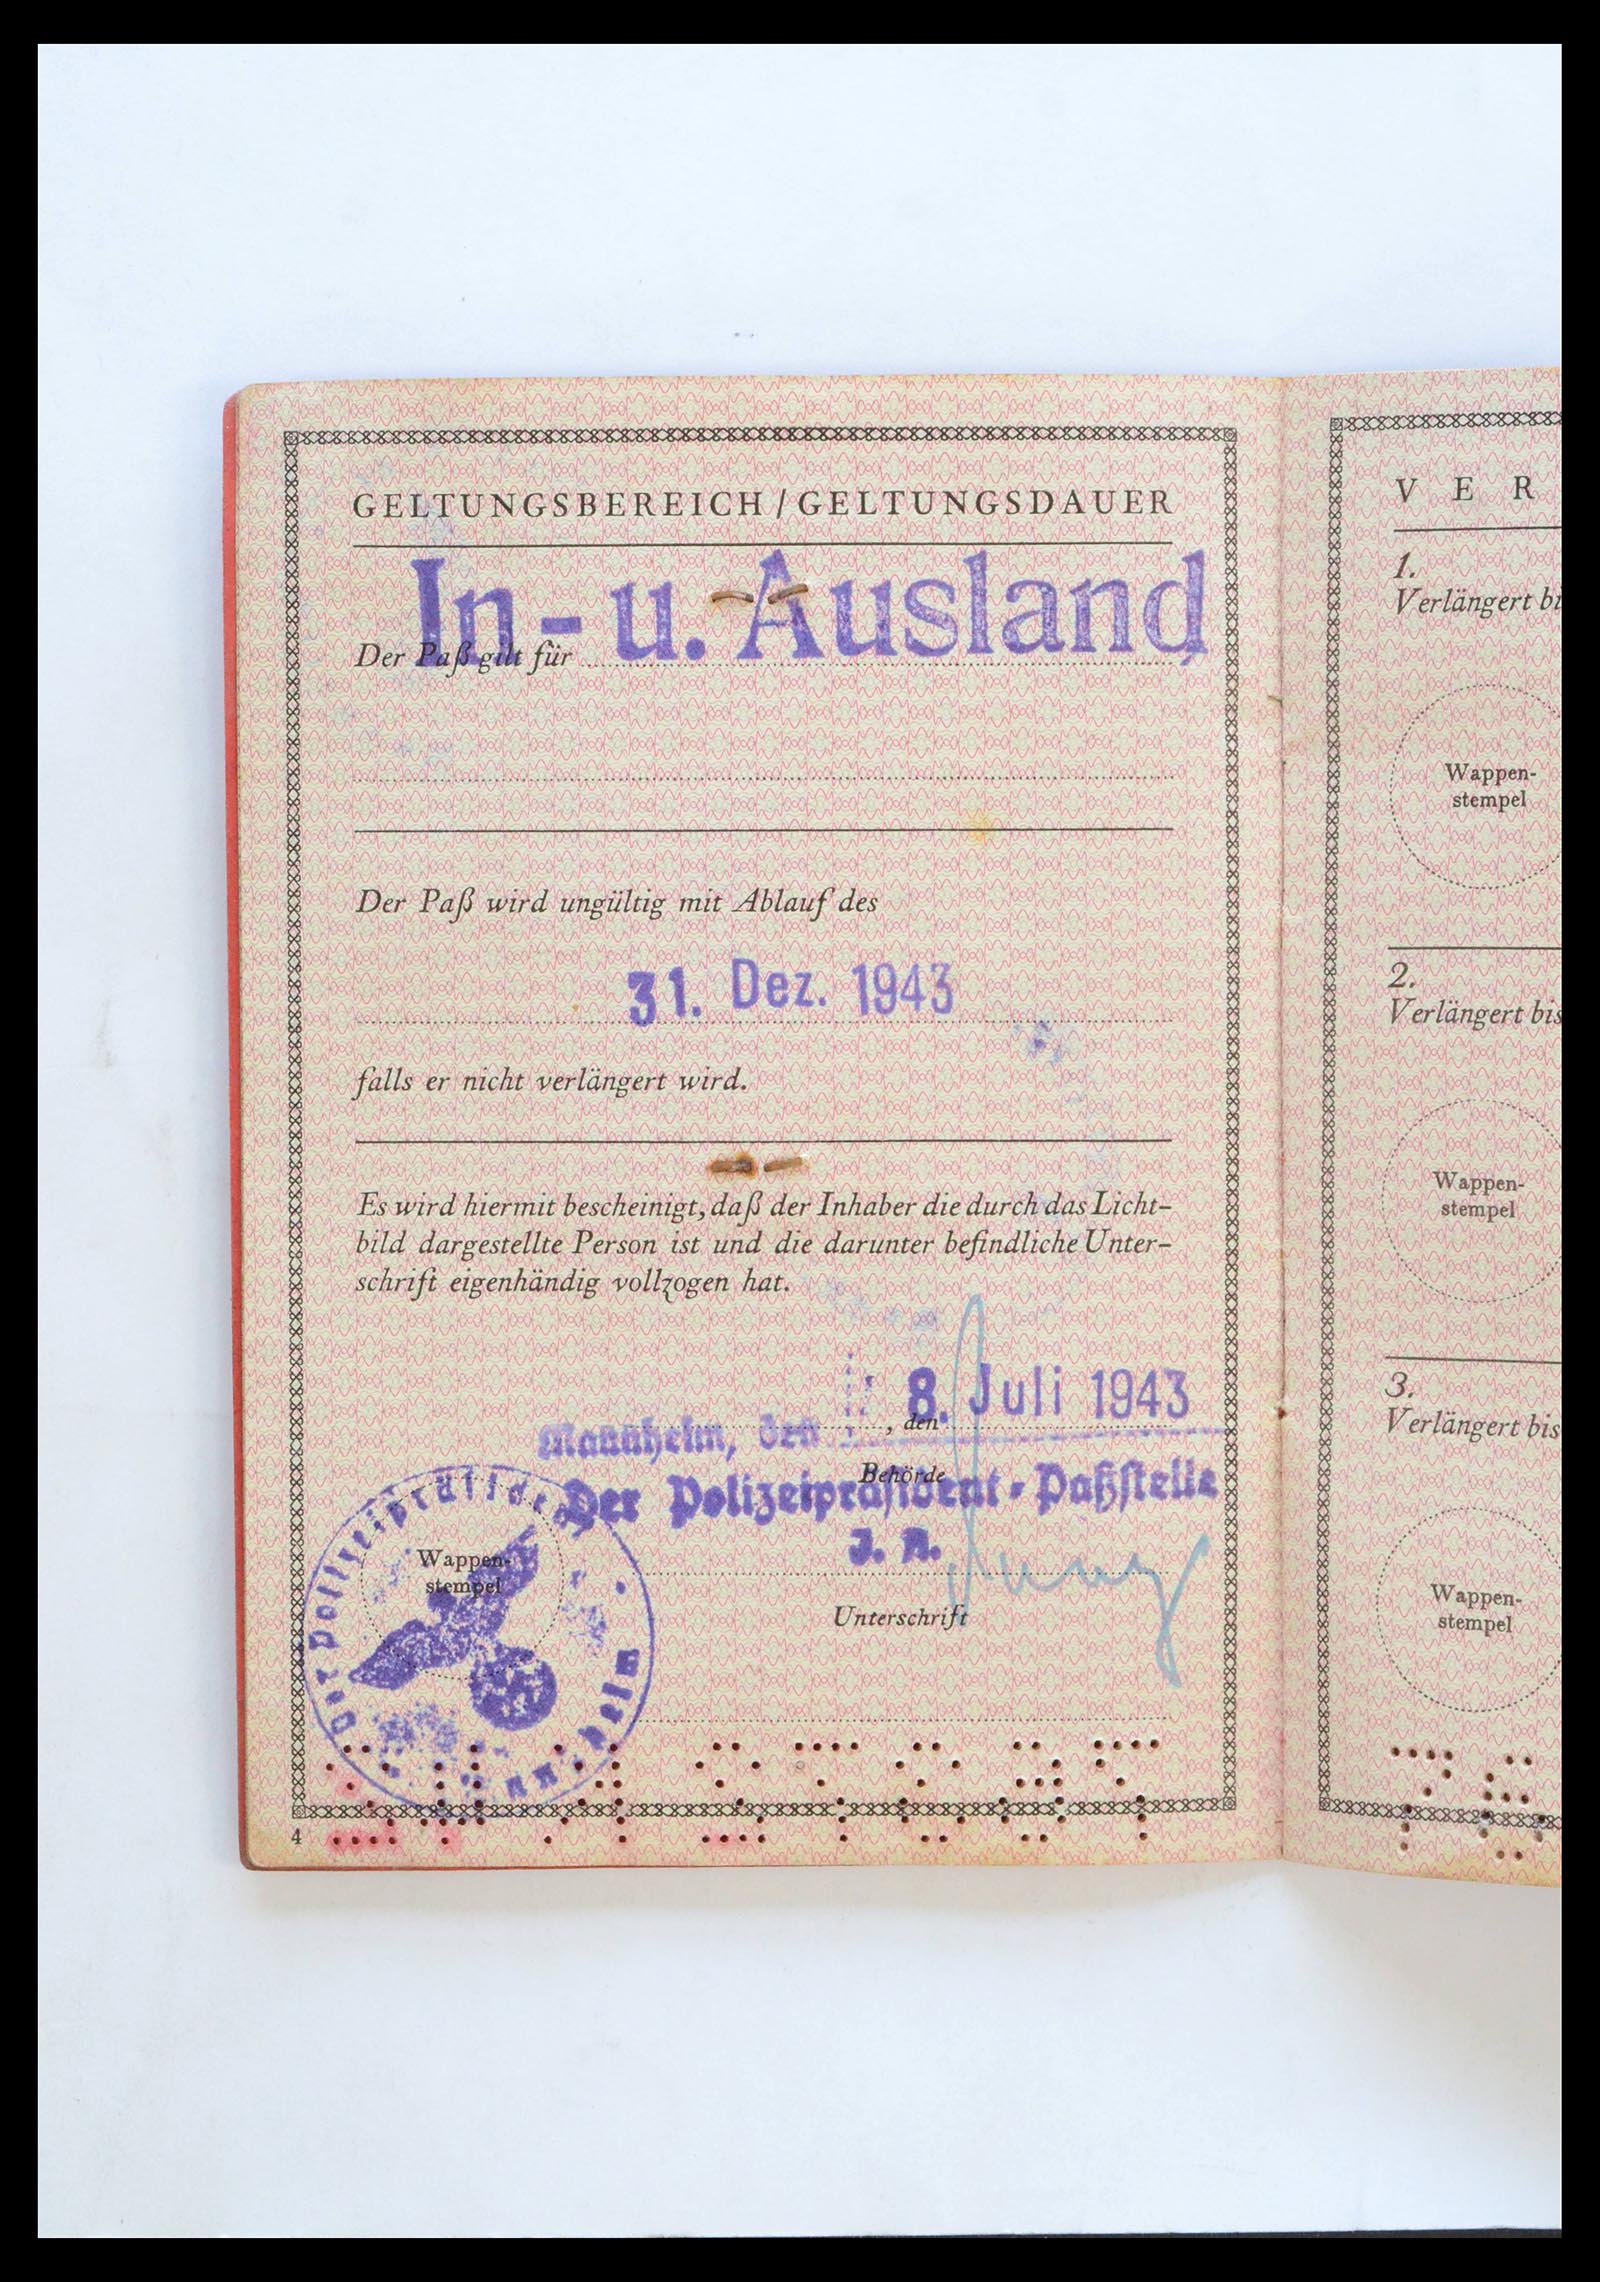 GELTUNGSBEREICH / GELTUNGSDAUER
In- u. Ausland
Der Paß gilt für
Der Paß wird ungültig mit Ablauf des
31. Dez. 1943
falls er nicht verlängert wird.
Es wird hiermit bescheinigt, daß der Inhaber die durch das Licht-
bild dargestellte Person ist und die darunter befindliche Unter-
schrift eigenhändig vollzogen hat.
8. Juli 1943
Mannheim, den
, den
Behörde
Der Polizeipräsident - Paßstelle
J. A.
Wappen-
stempel
Unterschrift
Der Polizeipräsident
4
V E R
1.
Verlängert bi
Wappen-
stempel
2.
Verlängert bis
Wappen-
stempel
3.
Verlängert bis
Wappen-
stempel